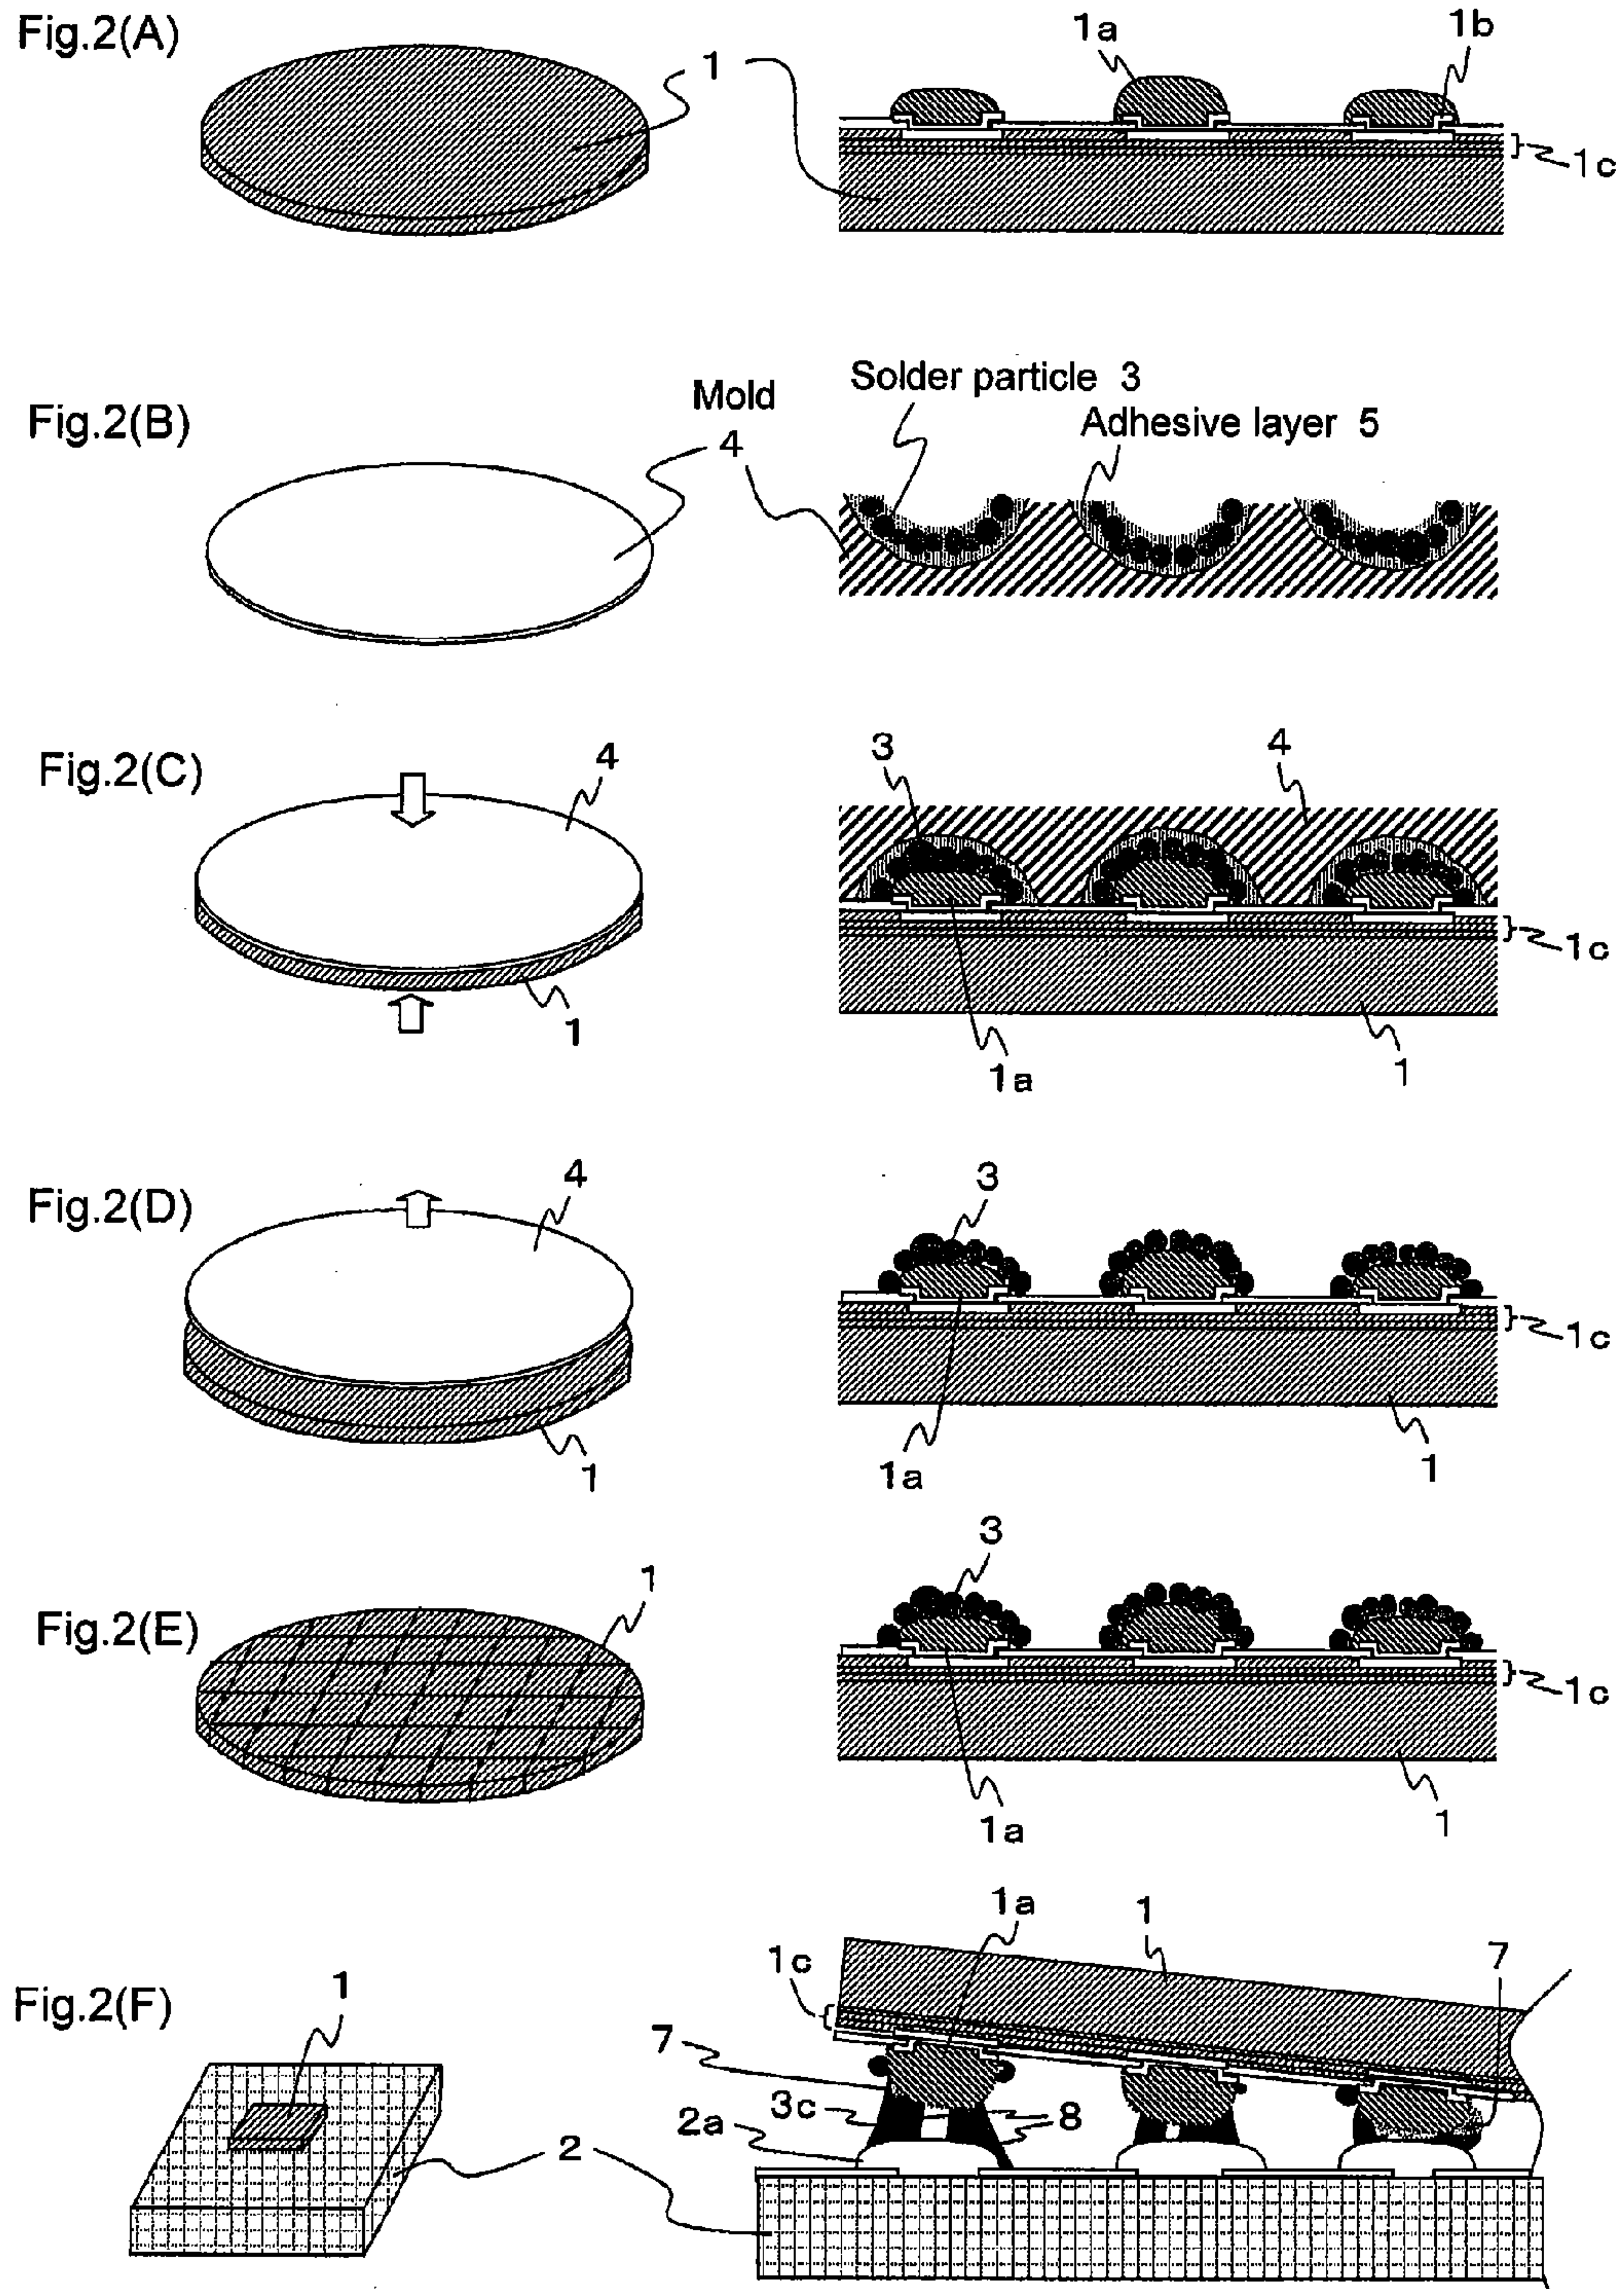 Fig.2(A)
1
1a
1b
1c
Fig.2(B)
Mold
4
Solder particle 3
Adhesive layer 5
Fig.2(C)
4
1
3
4
1c
1a
1
Fig.2(D)
4
1
3
1c
1a
1
Fig.2(E)
1
3
1c
1a
1
Fig.2(F)
1
2
1a
1
1c
7
7
3c
8
2a